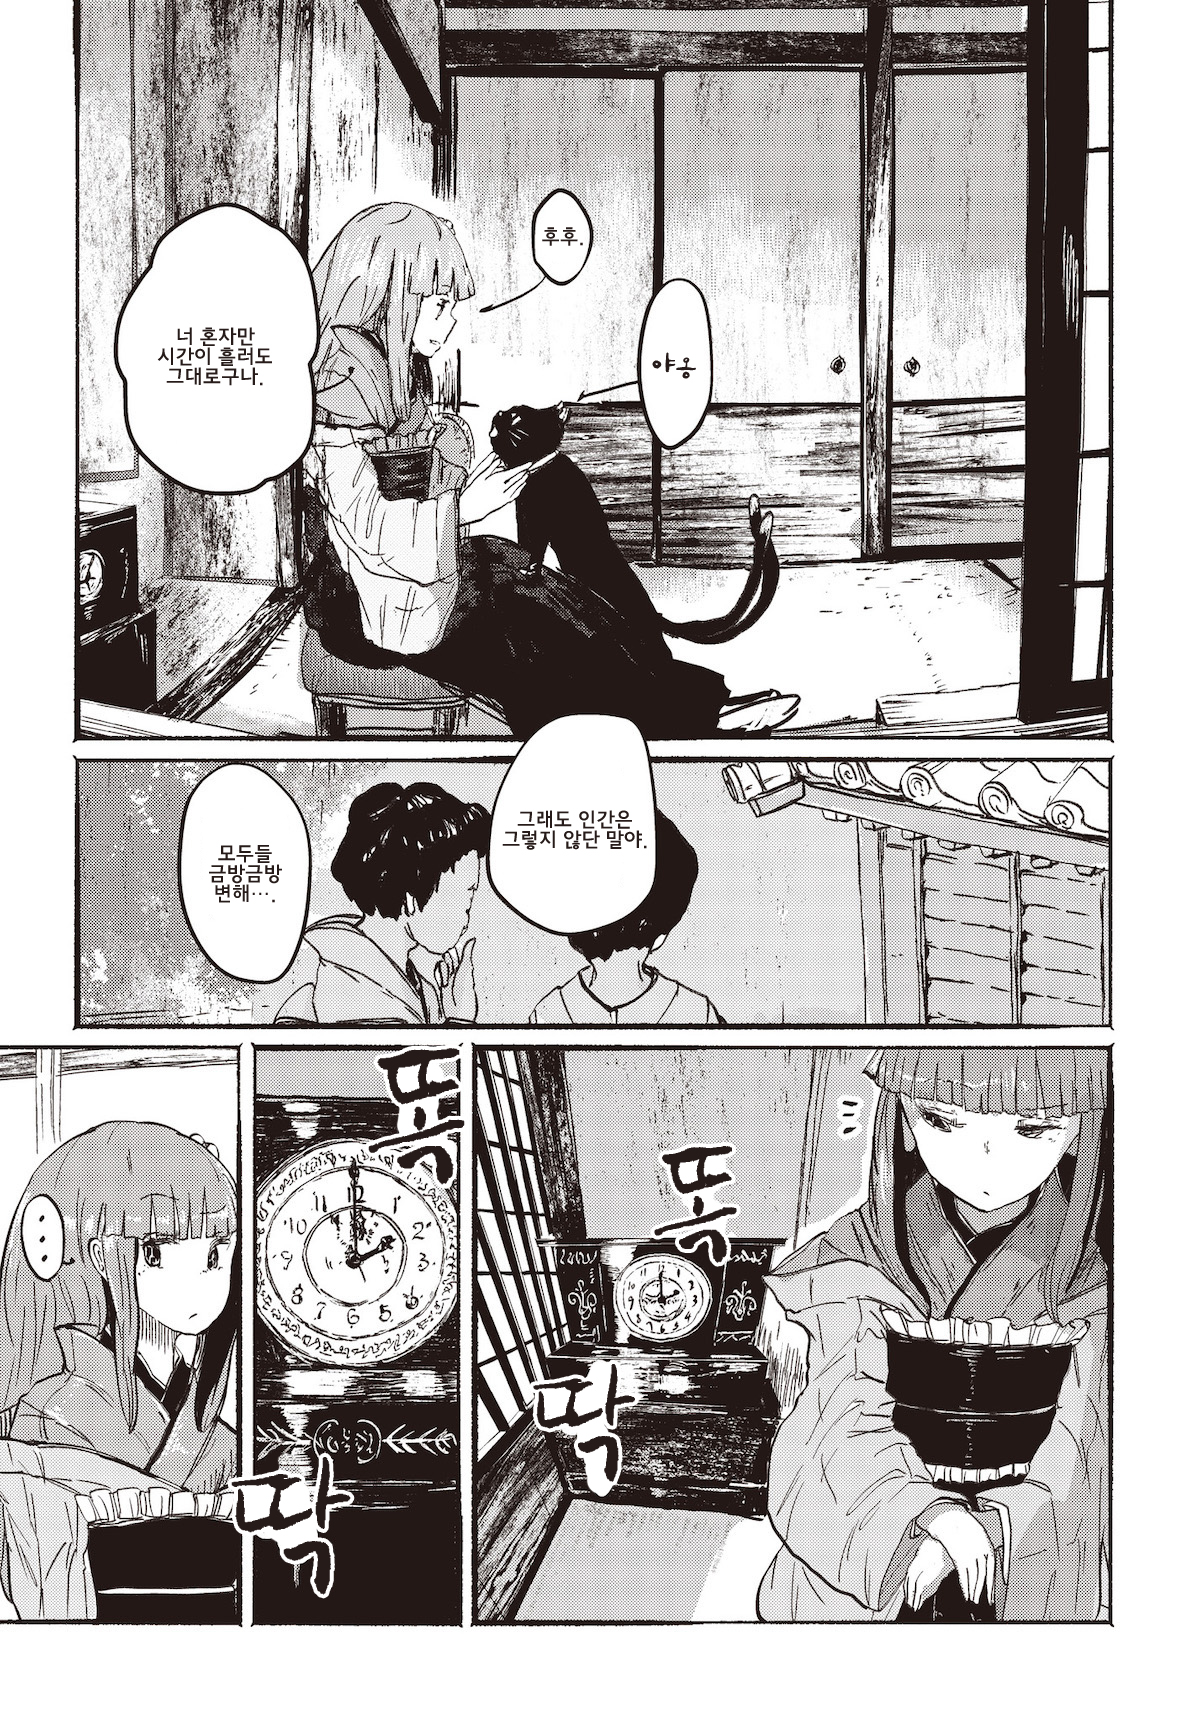 후후.
야옹
너 혼자만
시간이 흘러도
그대로구나.
그래도 인간은
그렇지 않단 말야.
모두들
금방금방
변해….
똑
딱
똑
딱
…